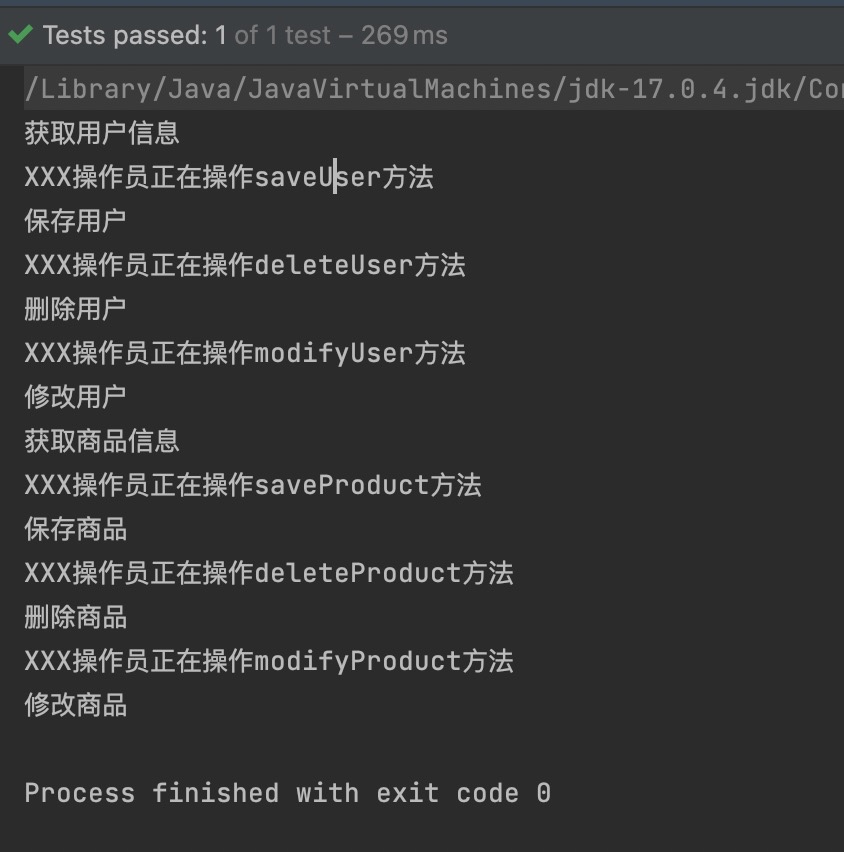 Tests passed: 1 of 1 test – 269 ms
/Library/Java/JavaVirtualMachines/jdk-17.0.4.jdk/Co
获取用户信息
XXX操作员正在操作saveUser方法
保存用户
XXX操作员正在操作deleteUser方法
删除用户
XXX操作员正在操作modifyUser方法
修改用户
获取商品信息
XXX操作员正在操作saveProduct方法
保存商品
XXX操作员正在操作deleteProduct方法
删除商品
XXX操作员正在操作modifyProduct方法
修改商品
Process finished with exit code 0